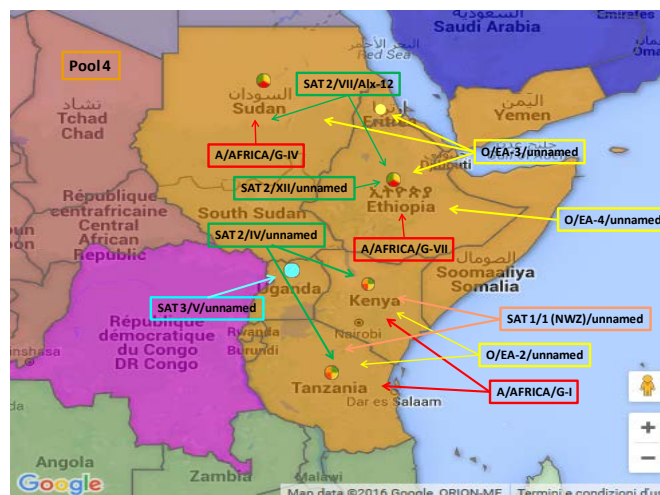 Pool 4
SAT 2/VII/Alx-12
A/AFRICA/G-IV
SAT 2/XII/unnamed
O/EA-3/unnamed
O/EA-4/unnamed
SAT 2/IV/unnamed
A/AFRICA/G-VII
SAT 3/V/unnamed
SAT 1/1 (NWZ)/unnamed
O/EA-2/unnamed
A/AFRICA/G-I
Saudi Arabia
Emirates
البحر الأحمر
Red Sea
السودان
Sudan
تشاد
Tchad
Chad
اليمن
Yemen
Djibouti
République
centrafricaine
Central
African
Republic
South Sudan
ኢትዮጵያ
Ethiopia
الصومال
Soomaaliya
Somalia
Uganda
Kenya
Nairobi
Rwanda
Burundi
République
démocratique
du Congo
DR Congo
Tanzania
Dar es Salaam
Angola
Zambia
Malawi
Google
Map data ©2016 Google, ORION-ME
Termini e condizioni d'u
+
−